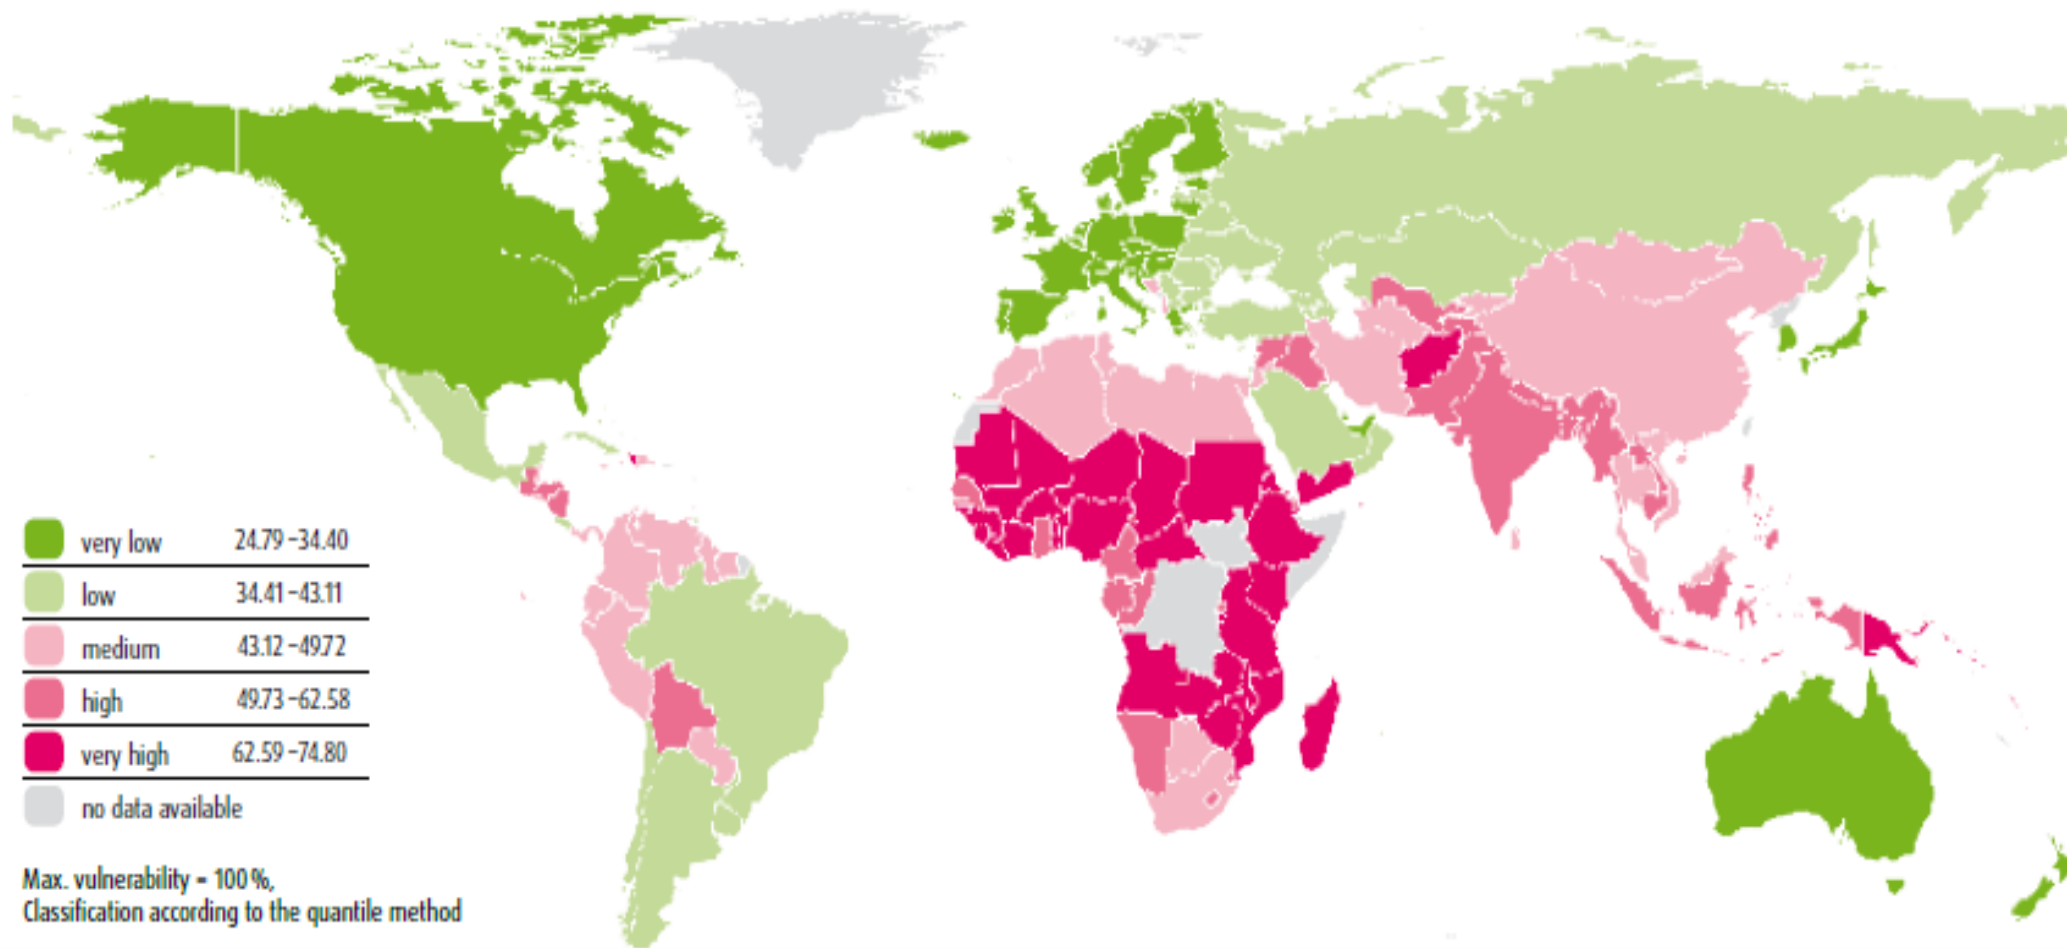 very low 24.79 –34.40
low 34.41 –43.11
medium 43.12 –49.72
high 49.73 –62.58
very high 62.59 –74.80
no data available
Max. vulnerability = 100 %,
Classification according to the quantile method